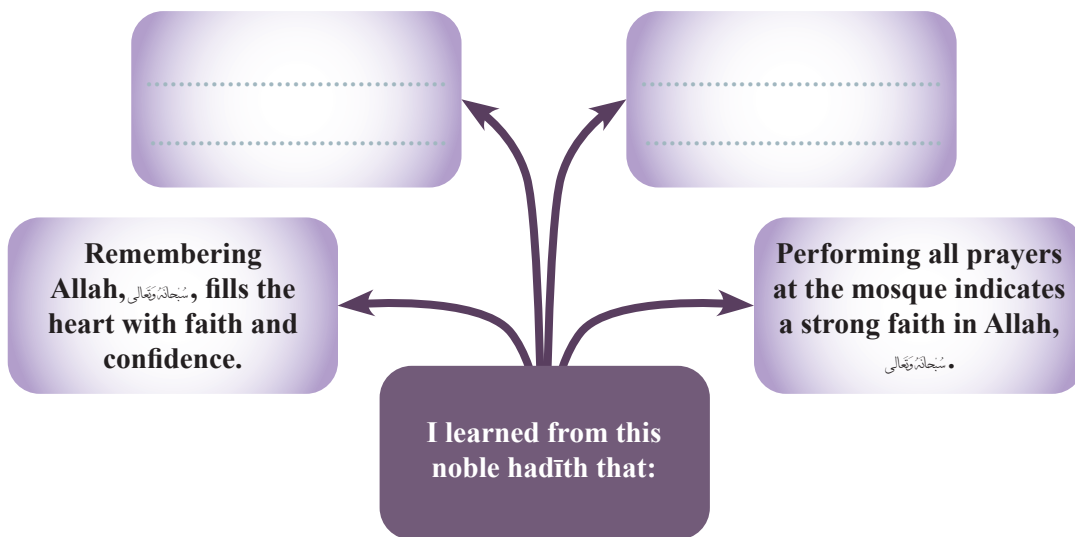 Remembering
Allah, سُبْحَانَهُ وَتَعَالَى, fills the
heart with faith and
confidence.
Performing all prayers
at the mosque indicates
a strong faith in Allah,
سُبْحَانَهُ وَتَعَالَى.
I learned from this
noble hadīth that: